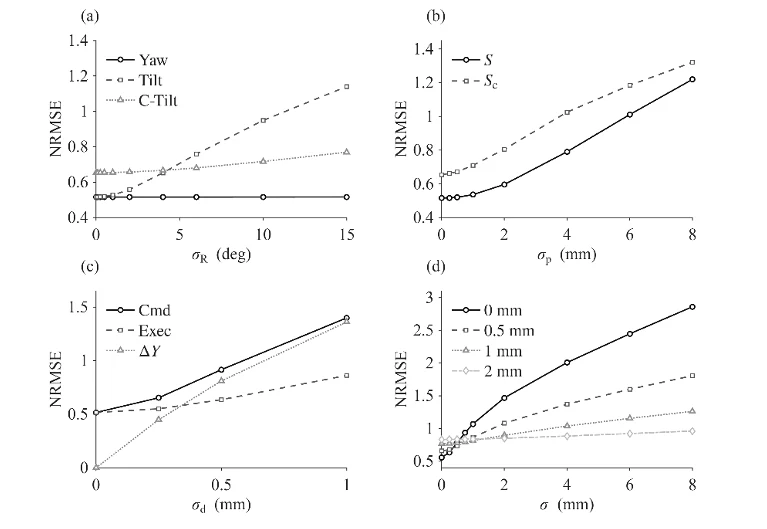 (a)
NRMSE
1.4
1.2
1
0.8
0.6
0.4
Yaw
Tilt
C-Tilt
0 5 10 15
σR (deg)
(b)
NRMSE
1.4
1.2
1
0.8
0.6
0.4
S
Sc
0 2 4 6 8
σp (mm)
(c)
NRMSE
1.5
1
0.5
0
Cmd
Exec
ΔY
0 0.5 1
σd (mm)
(d)
NRMSE
3
2.5
2
1.5
1
0.5
0 mm
0.5 mm
1 mm
2 mm
0 2 4 6 8
σ (mm)